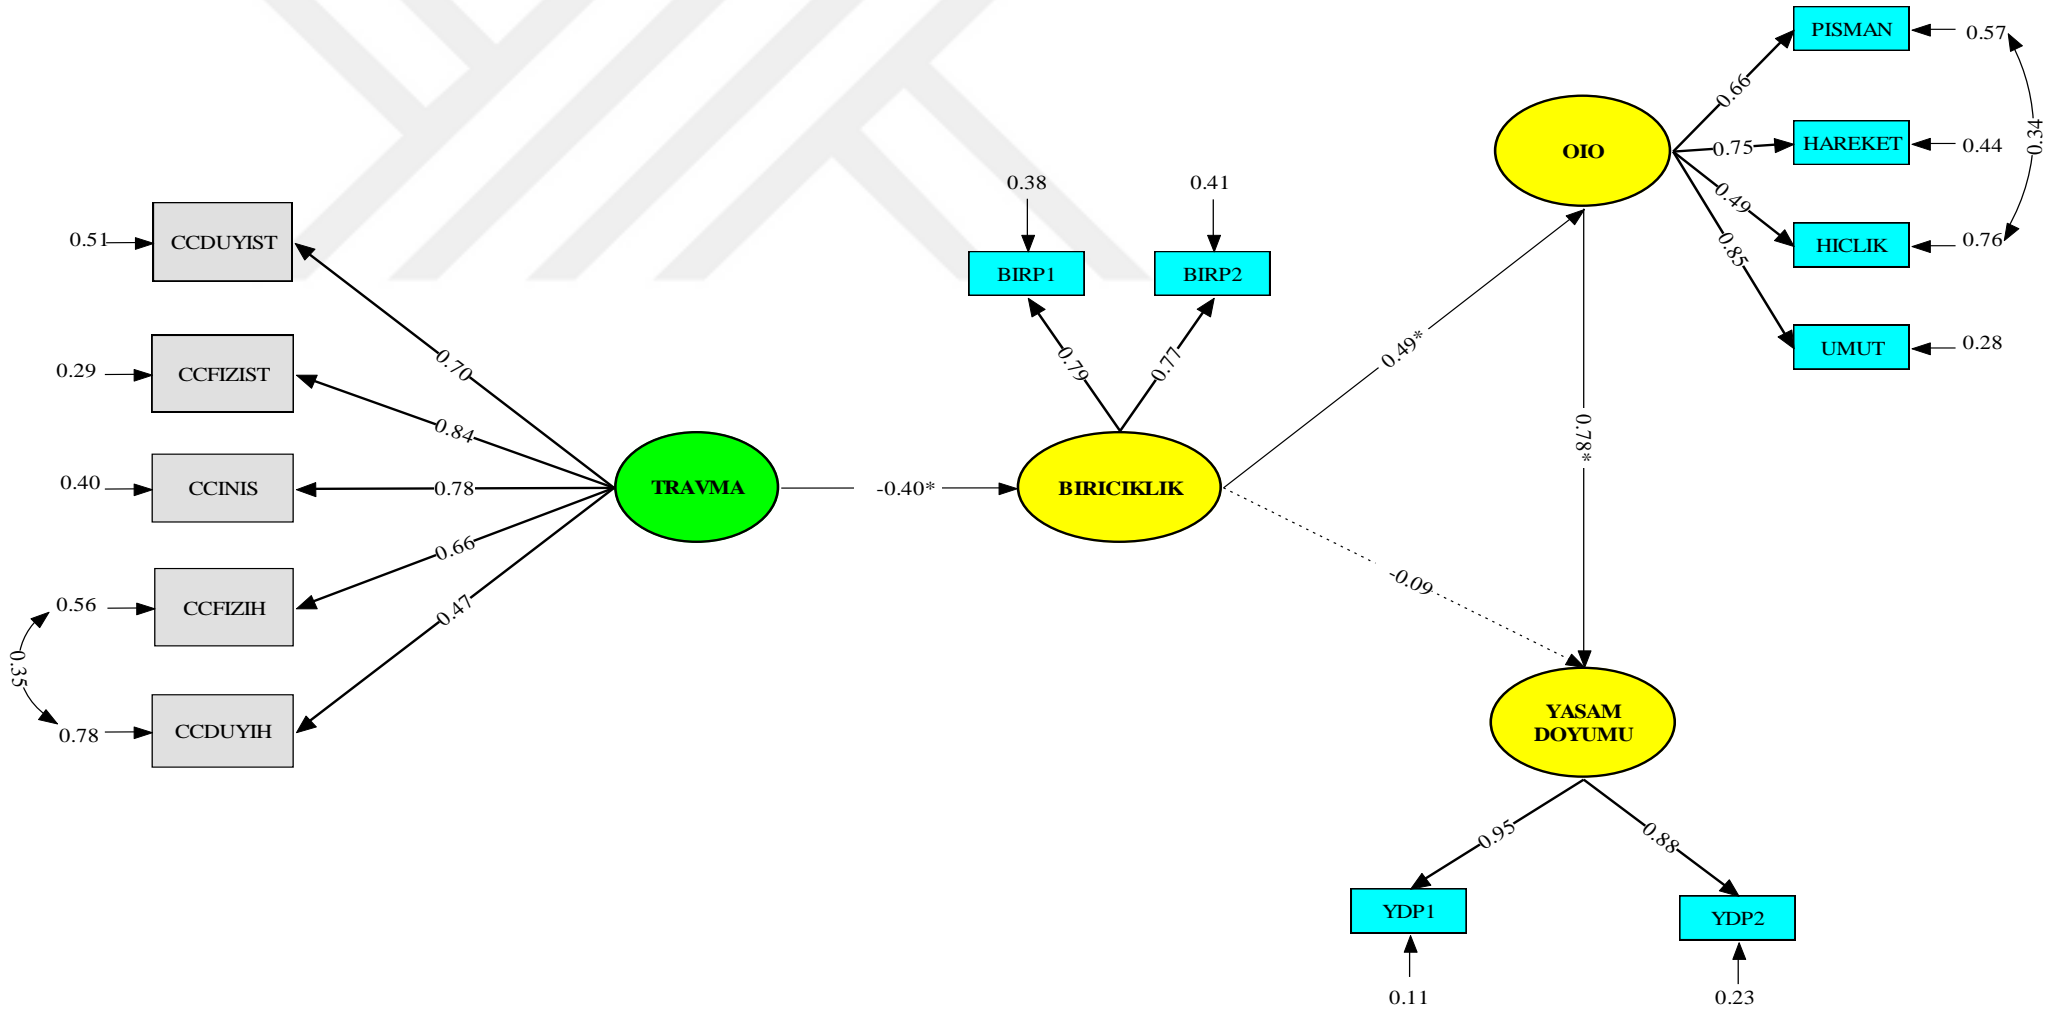 0.51
CCDUYIST
0.29
CCFIZIST
0.40
CCINIS
0.56
CCFIZIH
0.35
0.78
CCDUYIH
0.70
0.84
0.78
0.66
0.47
TRAVMA
-0.40*
BIRICIKLIK
0.38
BIRP1
0.41
BIRP2
0.79
0.77
0.49*
-0.09
OIO
0.78*
0.66
0.75
0.49
0.85
PISMAN
0.57
HAREKET
0.44
HICLIK
0.76
UMUT
0.28
0.34
YASAM
DOYUMU
0.95
0.88
YDP1
YDP2
0.11
0.23